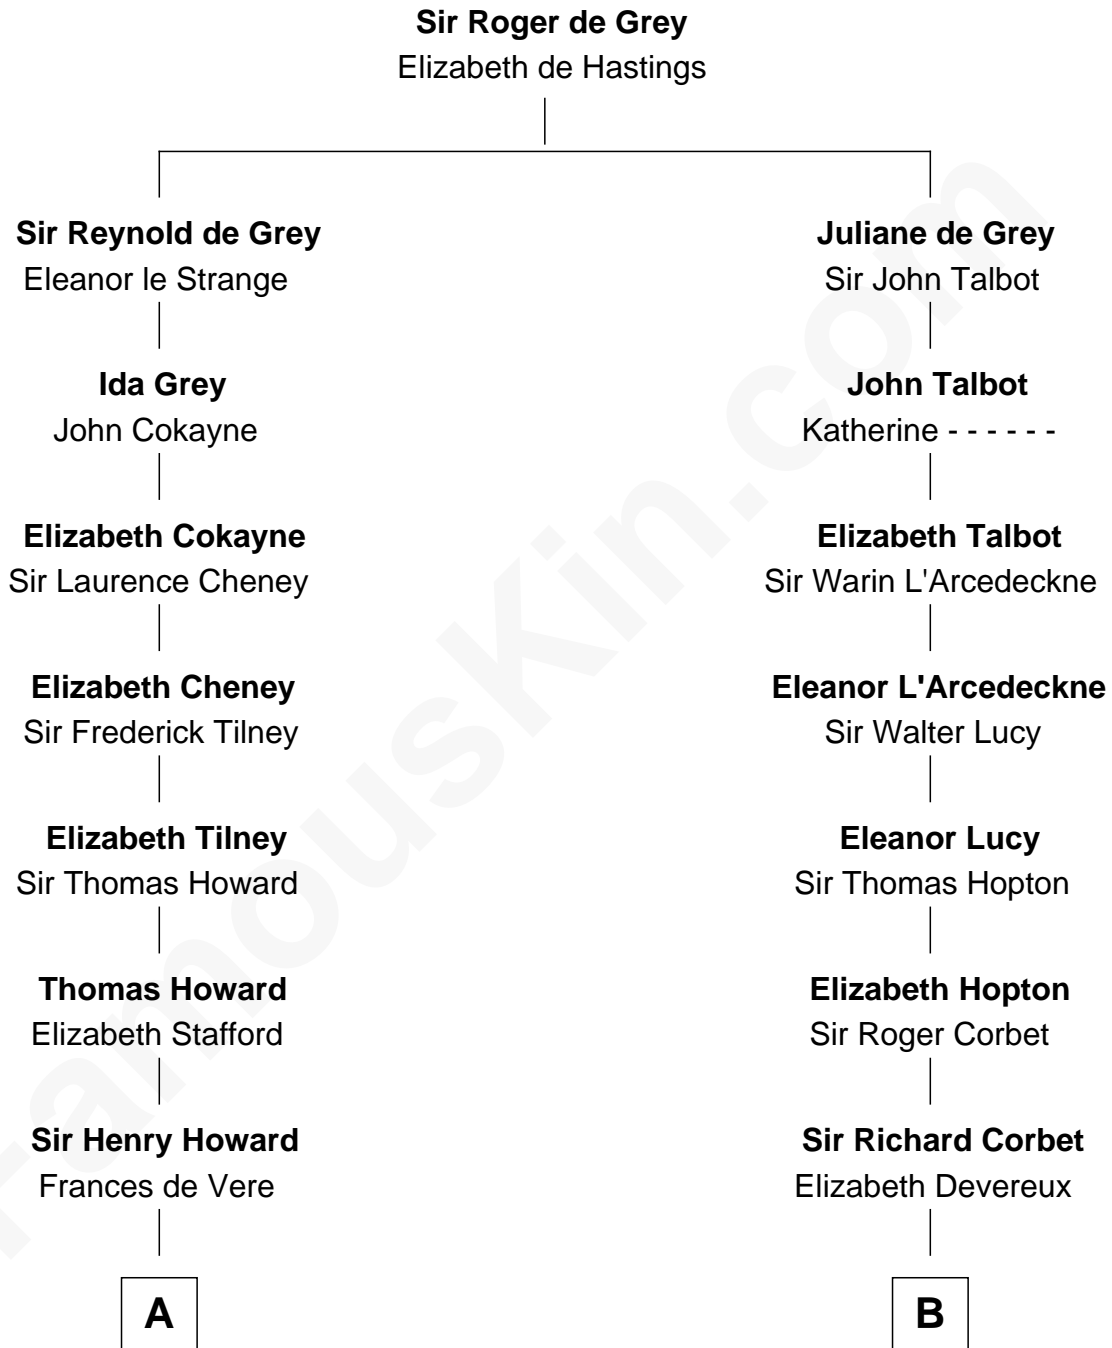 Sir Roger de Grey
Elizabeth de Hastings
Sir Reynold de Grey
Eleanor le Strange
Juliane de Grey
Sir John Talbot
Ida Grey
John Cokayne
John Talbot
Katherine - - - - - -
Elizabeth Cokayne
Sir Laurence Cheney
Elizabeth Talbot
Sir Warin L'Arcedeckne
Elizabeth Cheney
Sir Frederick Tilney
Eleanor L'Arcedeckne
Sir Walter Lucy
Elizabeth Tilney
Sir Thomas Howard
Eleanor Lucy
Sir Thomas Hopton
Thomas Howard
Elizabeth Stafford
Elizabeth Hopton
Sir Roger Corbet
Sir Henry Howard
Frances de Vere
Sir Richard Corbet
Elizabeth Devereux
A
B
FamousKin.com